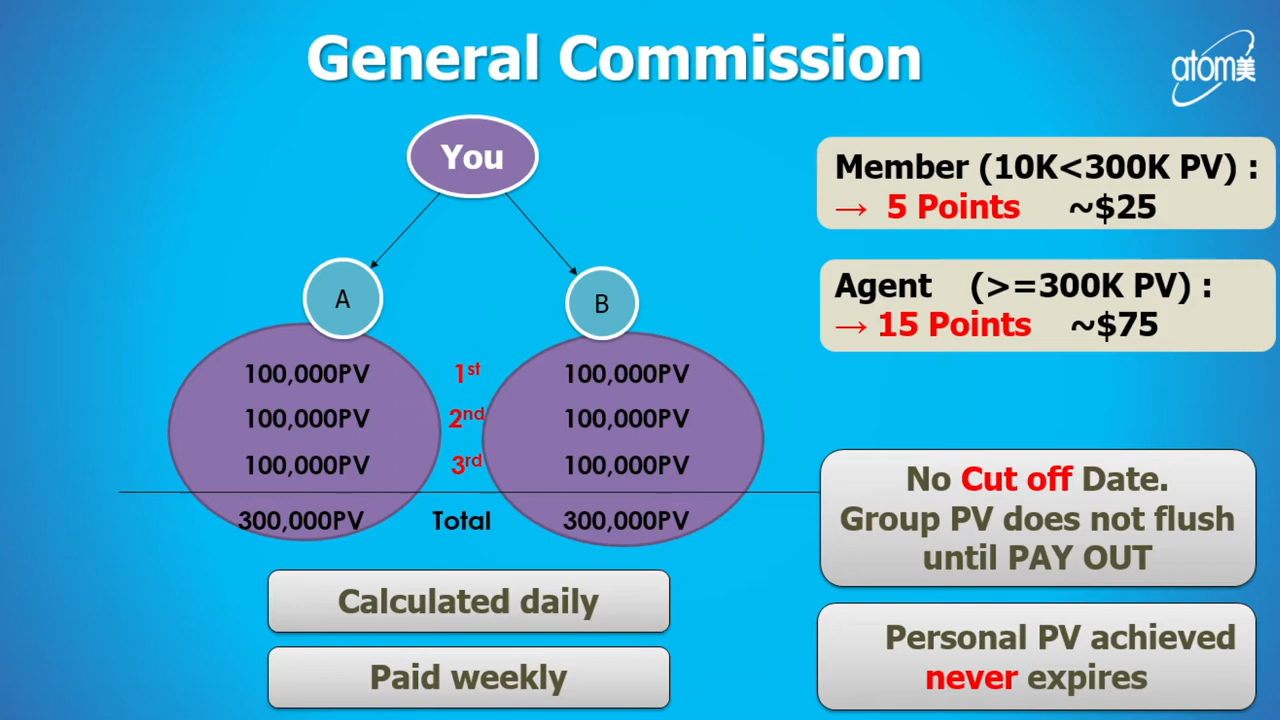 General Commission
atom美
You
Member (10K<300K PV) :
→ 5 Points ~$25
Agent (>=300K PV) :
→ 15 Points ~$75
A
B
100,000PV 1st 100,000PV
100,000PV 2nd 100,000PV
100,000PV 3rd 100,000PV
300,000PV Total 300,000PV
No Cut off Date.
Group PV does not flush
until PAY OUT
Calculated daily
Paid weekly
Personal PV achieved
never expires